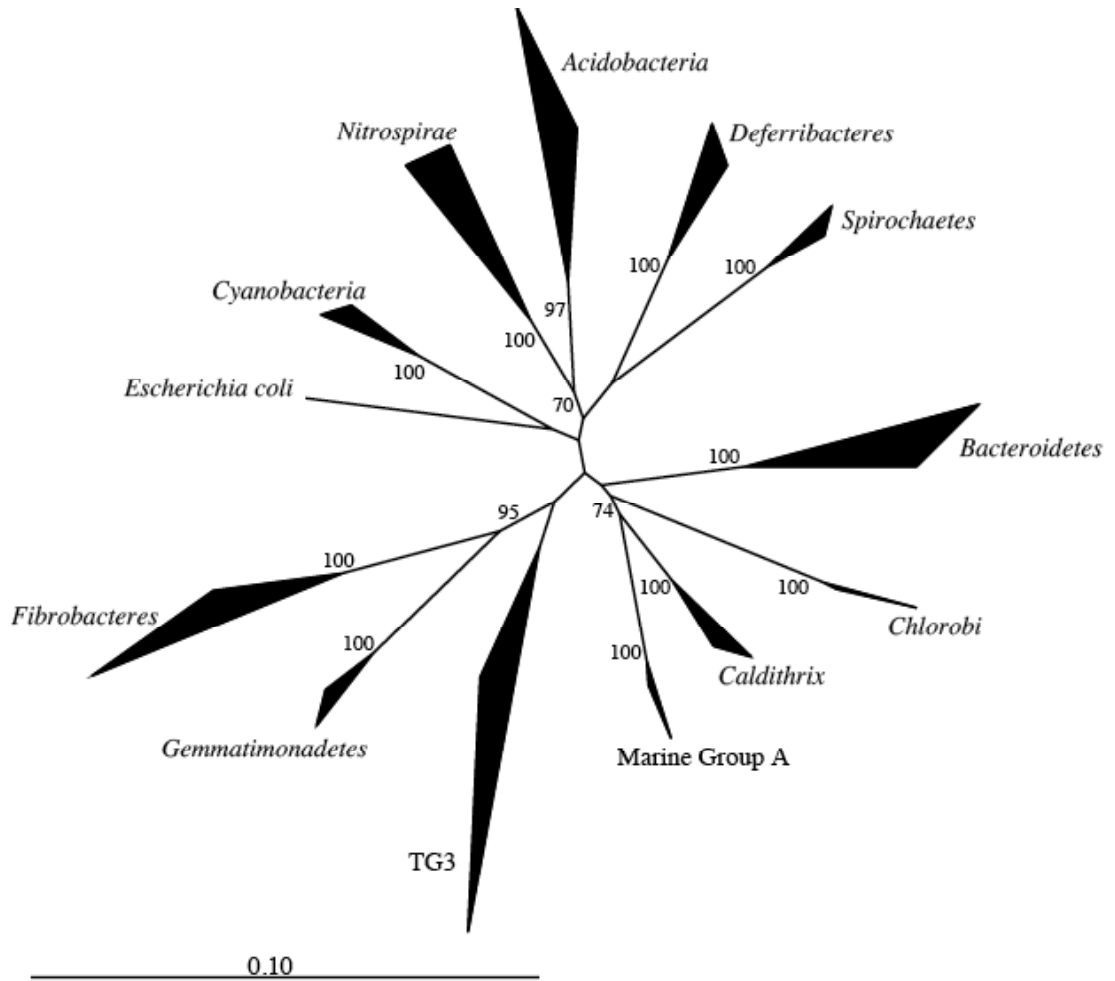 Acidobacteria
Nitrospirae
Deferribacteres
Spirochaetes
100
100
Cyanobacteria
97
100
100
Escherichia coli
70
Bacteroidetes
100
95
74
100
100
100
Fibrobacteres
Chlorobi
100
100
Caldithrix
Gemmatimonadetes
Marine Group A
TG3
0.10